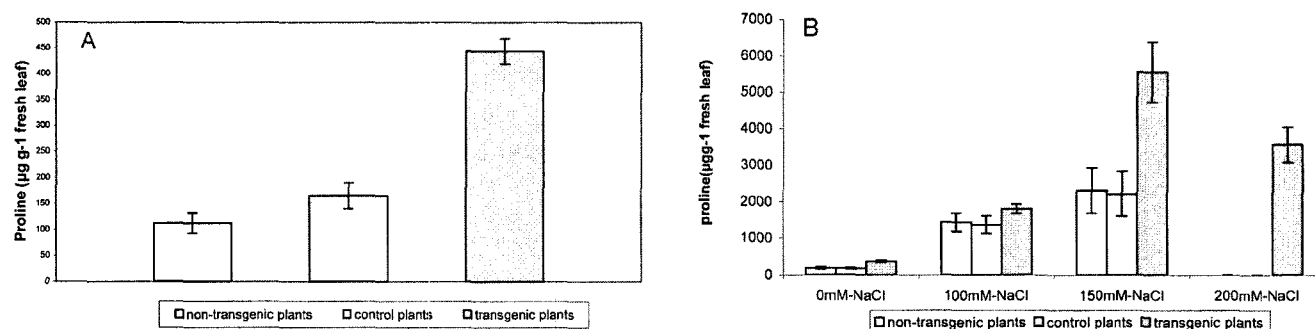 A
Proline (µg g-1 fresh leaf)
500
450
400
350
300
250
200
150
100
50
0
non-transgenic plants control plants transgenic plants
B
proline(µgg-1 fresh leaf)
7000
6000
5000
4000
3000
2000
1000
0
0mM-NaCl 100mM-NaCl 150mM-NaCl 200mM-NaCl
non-transgenic plants control plants transgenic plants